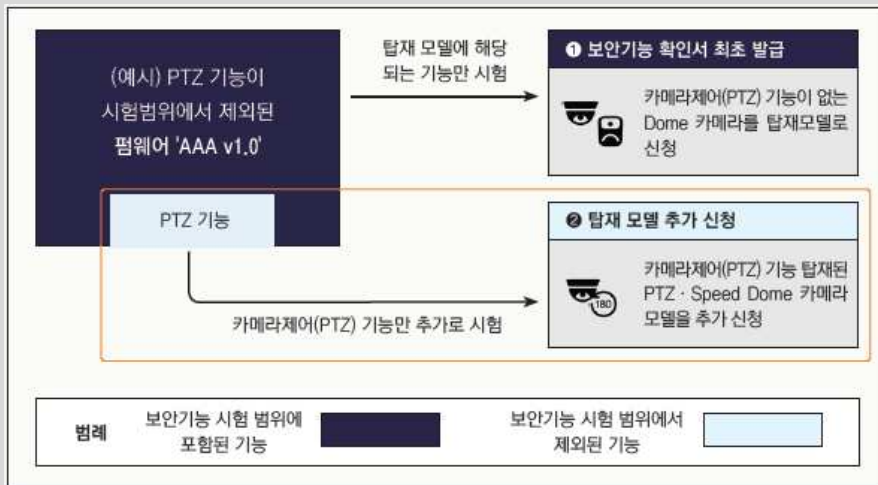 (예시) PTZ 기능이
시험범위에서 제외된
펌웨어 'AAA v1.0'
PTZ 기능
탑재 모델에 해당
되는 기능만 시험
❶ 보안기능 확인서 최초 발급
카메라제어(PTZ) 기능이 없는
Dome 카메라를 탑재모델로
신청
❷ 탑재 모델 추가 신청
180
카메라제어(PTZ) 기능 탑재된
PTZ · Speed Dome 카메라
모델을 추가 신청
카메라제어(PTZ) 기능만 추가로 시험
범례
보안기능 시험 범위에
포함된 기능
보안기능 시험 범위에서
제외된 기능